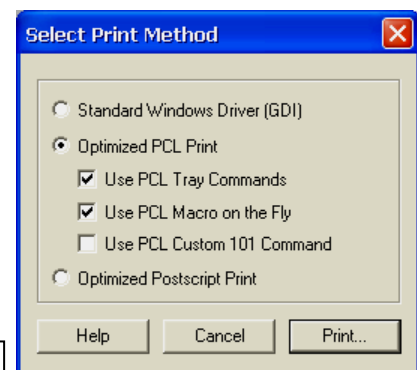 Select Print Method
Standard Windows Driver (GDI)
Optimized PCL Print
Use PCL Tray Commands
Use PCL Macro on the Fly
Use PCL Custom 101 Command
Optimized Postscript Print
Help Cancel Print...